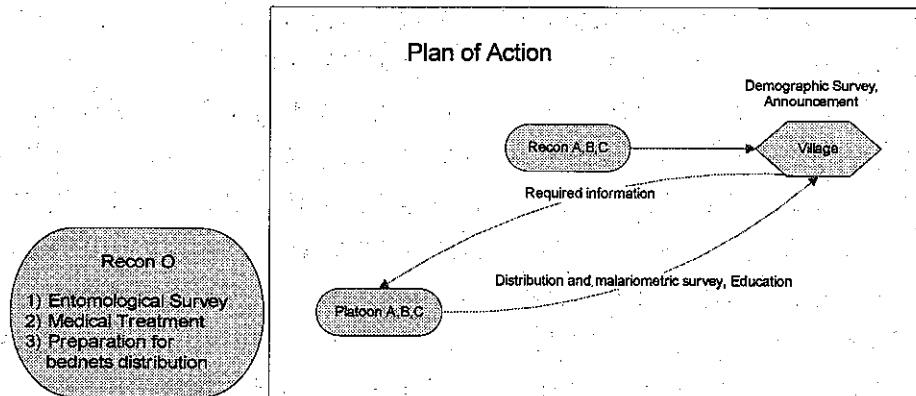 Plan of Action
Demographic Survey,
Announcement
Recon A,B,C
Village
Required information
Recon O
1) Entomological Survey
2) Medical Treatment
3) Preparation for
bednets distribution
Distribution and malariometric survey, Education
Platoon A,B,C